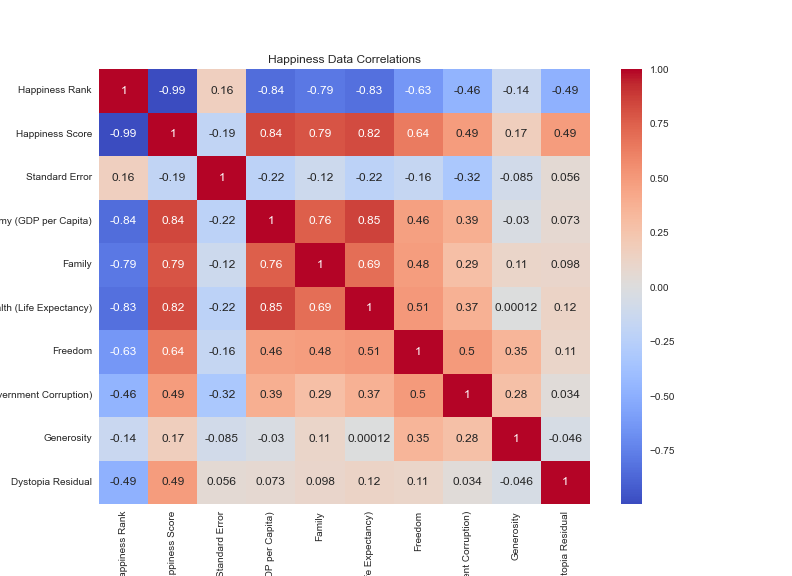 Happiness Data Correlations
Happiness Rank 1 -0.99 0.16 -0.84 -0.79 -0.83 -0.63 -0.46 -0.14 -0.49
Happiness Score -0.99 1 -0.19 0.84 0.79 0.82 0.64 0.49 0.17 0.49
Standard Error 0.16 -0.19 1 -0.22 -0.12 -0.22 -0.16 -0.32 -0.085 0.056
my (GDP per Capita) -0.84 0.84 -0.22 1 0.76 0.85 0.46 0.39 -0.03 0.073
Family -0.79 0.79 -0.12 0.76 1 0.69 0.48 0.29 0.11 0.098
lth (Life Expectancy) -0.83 0.82 -0.22 0.85 0.69 1 0.51 0.37 0.00012 0.12
Freedom -0.63 0.64 -0.16 0.46 0.48 0.51 1 0.5 0.35 0.11
vernment Corruption) -0.46 0.49 -0.32 0.39 0.29 0.37 0.5 1 0.28 0.034
Generosity -0.14 0.17 -0.085 -0.03 0.11 0.00012 0.35 0.28 1 -0.046
Dystopia Residual -0.49 0.49 0.056 0.073 0.098 0.12 0.11 0.034 -0.046 1
appiness Rank
ppiness Score
Standard Error
DP per Capita)
Family
fe Expectancy)
Freedom
ent Corruption)
Generosity
topia Residual
1.00
0.75
0.50
0.25
0.00
−0.25
−0.50
−0.75